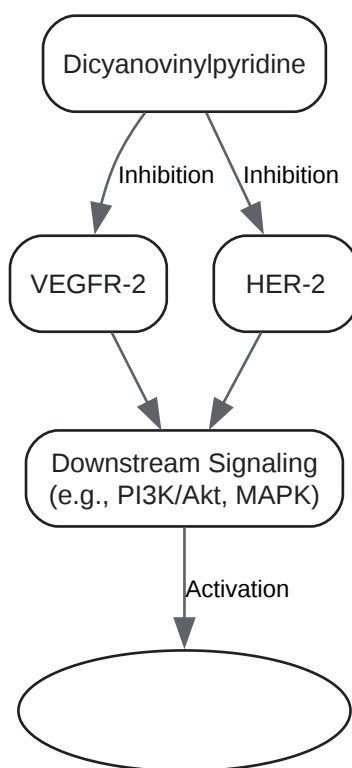 Dicyanovinylpyridine
Inhibition
Inhibition
VEGFR-2
HER-2
Downstream Signaling
(e.g., PI3K/Akt, MAPK)
Activation